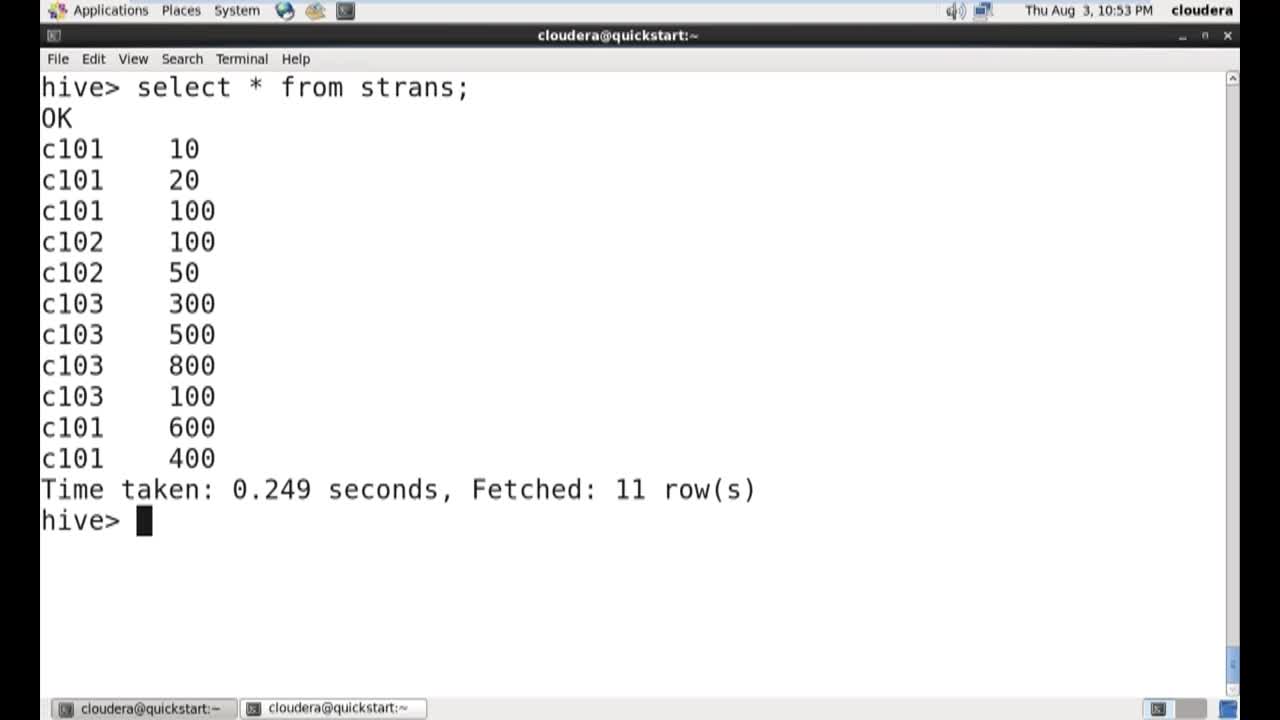 Applications Places System Thu Aug 3, 10:53 PM cloudera
cloudera@quickstart:~
File Edit View Search Terminal Help
hive> select * from strans;
OK
c101 10
c101 20
c101 100
c102 100
c102 50
c103 300
c103 500
c103 800
c103 100
c101 600
c101 400
Time taken: 0.249 seconds, Fetched: 11 row(s)
hive>
cloudera@quickstart:~ cloudera@quickstart:~